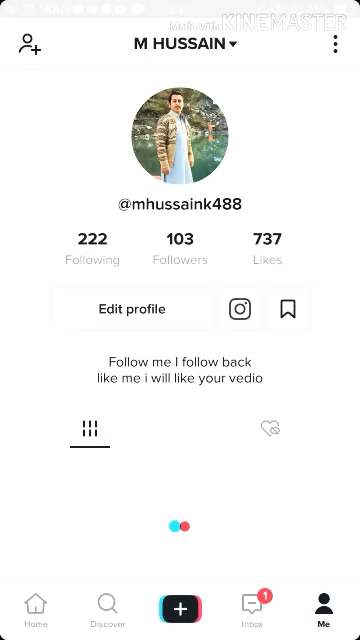 Made with KINEMASTER
M HUSSAIN
@mhussaink488
222 103 737
Following Followers Likes
Edit profile
Follow me I follow back
like me i will like your vedio
1
Home Discover Inbox Me